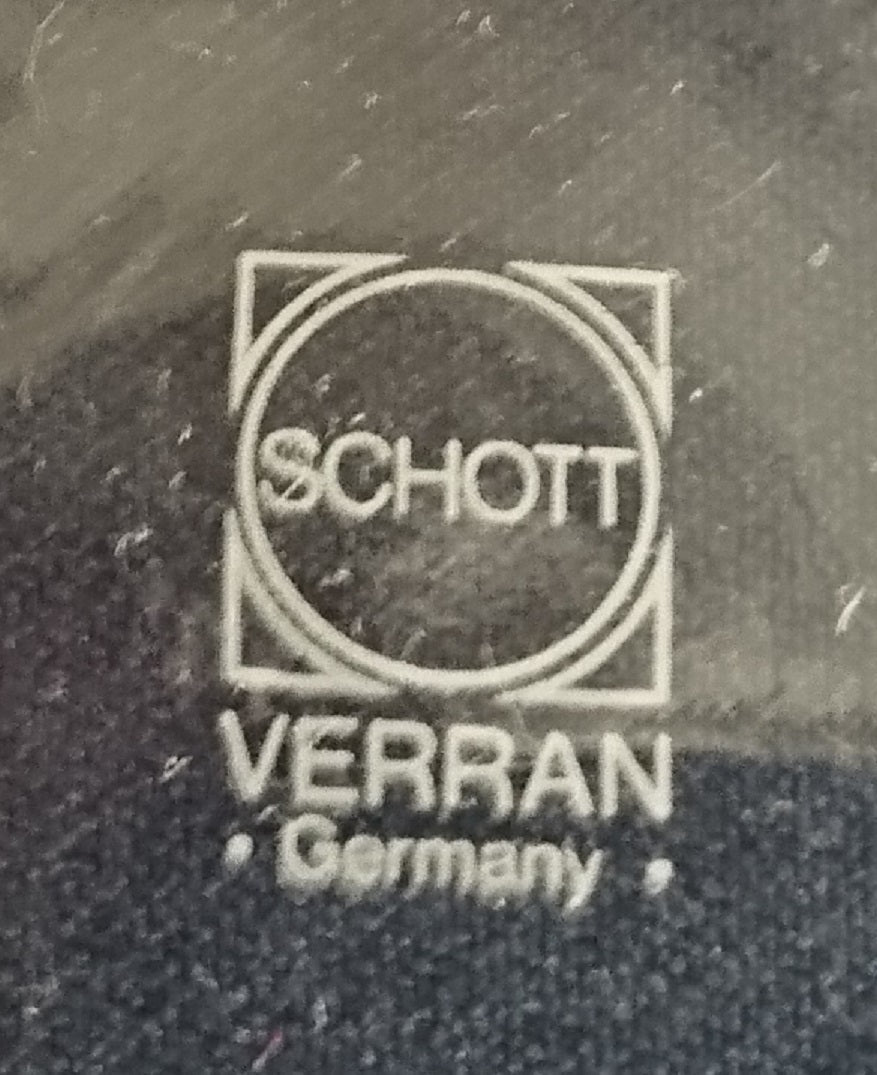 SCHOTT
VERRAN
• Germany •